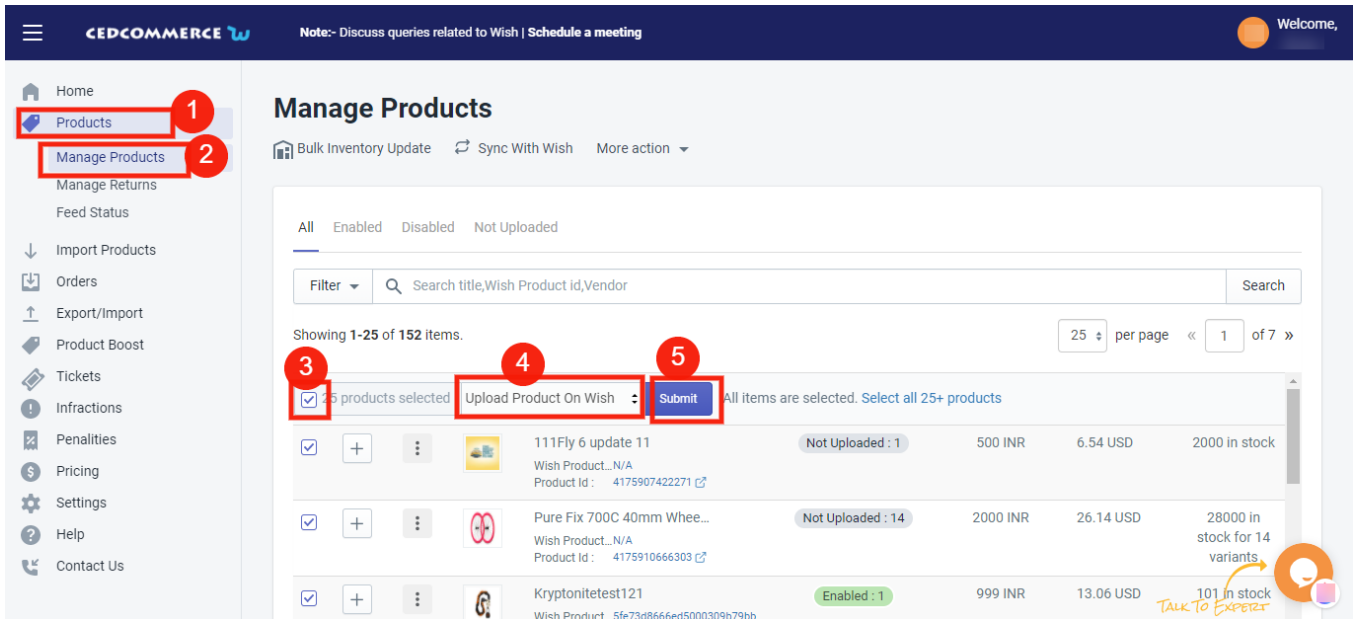 CEDCOMMERCE
Note:- Discuss queries related to Wish | Schedule a meeting
Welcome,
Home
Products
1
Manage Products
2
Manage Returns
Feed Status
Import Products
Orders
Export/Import
Product Boost
Tickets
Infractions
Penalities
Pricing
Settings
Help
Contact Us
Manage Products
Bulk Inventory Update Sync With Wish More action
All Enabled Disabled Not Uploaded
Filter Search title,Wish Product id,Vendor Search
Showing 1-25 of 152 items.
25 per page « 1 of 7 »
3 4 5
25 products selected Upload Product On Wish Submit All items are selected. Select all 25+ products
111Fly 6 update 11 Not Uploaded : 1 500 INR 6.54 USD 2000 in stock
Wish Product...N/A
Product Id : 4175907422271
Pure Fix 700C 40mm Whee... Not Uploaded : 14 2000 INR 26.14 USD 28000 in
stock for 14
variants
Wish Product...N/A
Product Id : 4175910666303
Kryptonitetest121 Enabled : 1 999 INR 13.06 USD 101 in stock
Wish Product...5fe73d8666ed5000309b79bb
TALK TO EXPERT